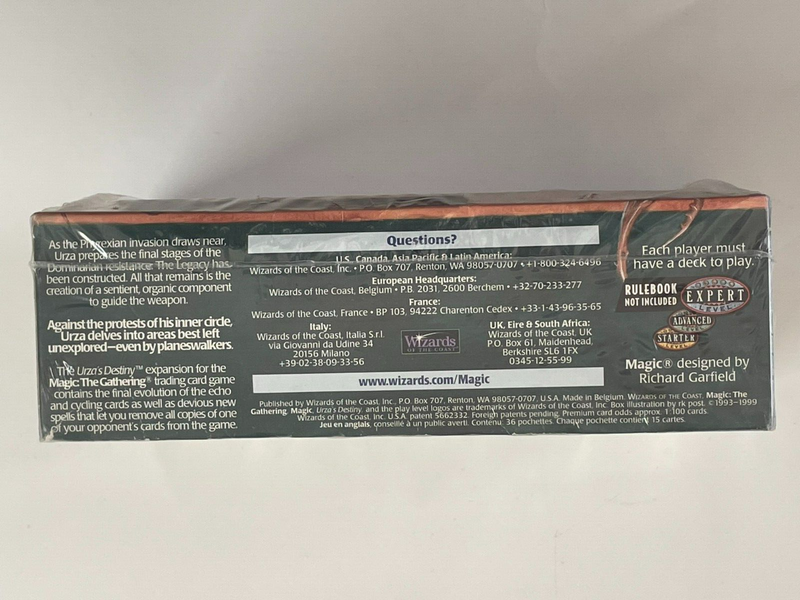 As the Phyrexian invasion draws near,
Urza prepares the final stages of the
Dominarian resistance. The Legacy has
been constructed. All that remains is the
creation of a sentient, organic component
to guide the weapon.
Against the protests of his inner circle,
Urza delves into areas best left
unexplored—even by planeswalkers.
The Urza's Destiny™ expansion for the
Magic: The Gathering® trading card game
contains the final evolution of the echo
and cycling cards as well as devious new
spells that let you remove all copies of one
of your opponent's cards from the game.
Questions?
U.S. Canada, Asia Pacific & Latin America:
Wizards of the Coast, Inc. • P.O. Box 707, Renton, WA 98057-0707 • +1-800-324-6496
European Headquarters:
Wizards of the Coast, Belgium • P.B. 2031, 2600 Berchem • +32-70-233-277
France:
Wizards of the Coast, France • BP 103, 94222 Charenton Cedex • +33-1-43-96-35-65
Italy:
Wizards of the Coast, Italia S.r.l.
via Giovanni da Udine 34
20156 Milano
+39-02-38-09-33-56
Wizards
OF THE COAST
UK, Eire & South Africa:
Wizards of the Coast, UK
P.O. Box 61, Maidenhead,
Berkshire SL6 1FX
0345-12-55-99
www.wizards.com/Magic
Published by Wizards of the Coast, Inc., P.O. Box 707, Renton, WA 98057-0707, U.S.A. Made in Belgium. WIZARDS OF THE COAST, Magic: The
Gathering, Magic, Urza's Destiny, and the play level logos are trademarks of Wizards of the Coast, Inc. Box illustration by rk post. ©1993–1999
Wizards of the Coast, Inc. U.S.A. patent 5662332. Foreign patents pending. Premium card odds approx. 1:100 cards.
Jeu en anglais, conseillé à un public averti. Contenu: 36 pochettes. Chaque pochette contient 15 cartes.
Each player must
have a deck to play.
RULEBOOK
NOT INCLUDED
EXPERT
LEVEL
ADVANCED
LEVEL
STARTER
LEVEL
Magic® designed by
Richard Garfield